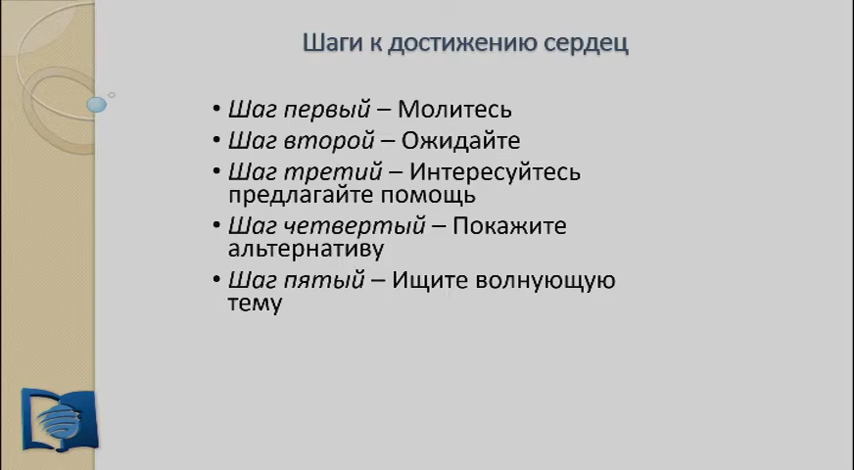 Шаги к достижению сердец
• Шаг первый – Молитесь
• Шаг второй – Ожидайте
• Шаг третий – Интересуйтесь
предлагайте помощь
• Шаг четвертый – Покажите
альтернативу
• Шаг пятый – Ищите волнующую
тему